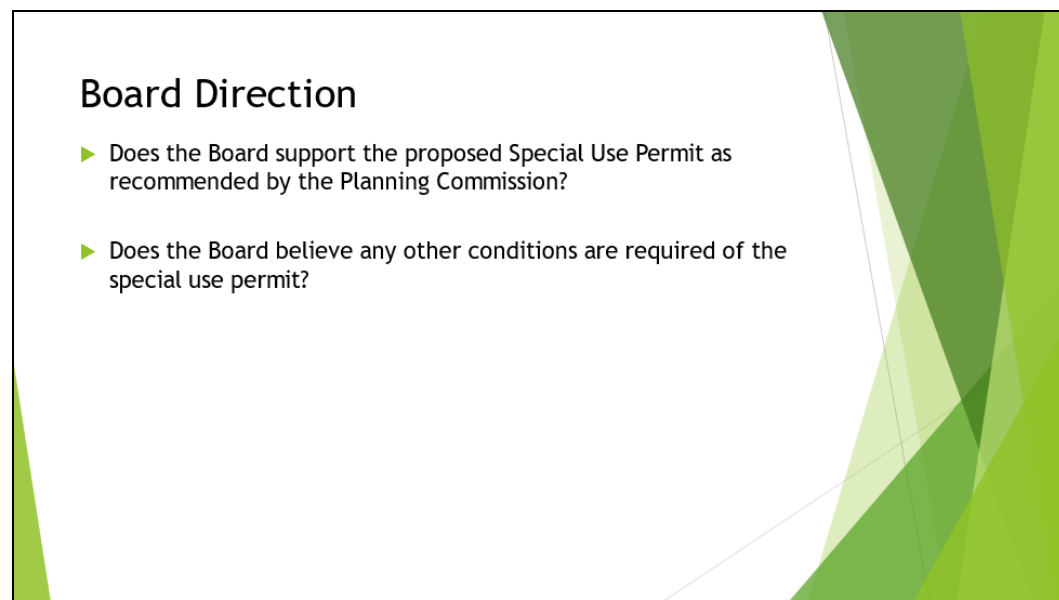 Board Direction
Does the Board support the proposed Special Use Permit as
recommended by the Planning Commission?
Does the Board believe any other conditions are required of the
special use permit?